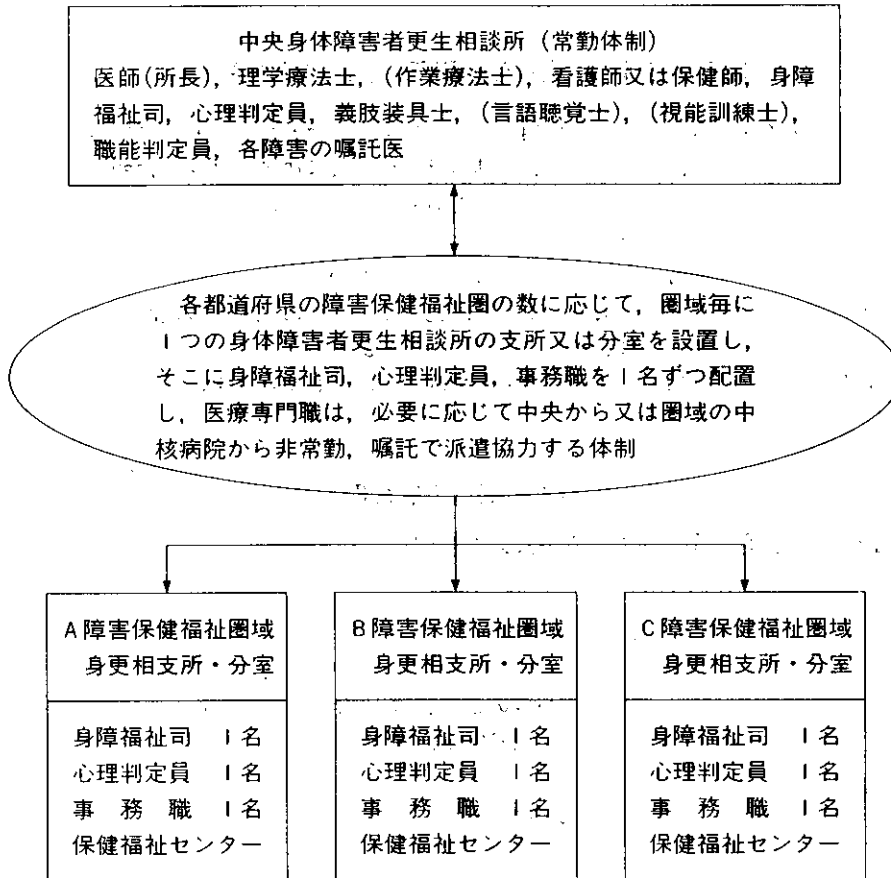 中央身体障害者更生相談所（常勤体制）
医師(所長)，理学療法士，(作業療法士)，看護師又は保健師，身障
福祉司，心理判定員，義肢装具士，(言語聴覚士)，(視能訓練士)，
職能判定員，各障害の嘱託医
各都道府県の障害保健福祉圏の数に応じて，圏域毎に
1つの身体障害者更生相談所の支所又は分室を設置し，
そこに身障福祉司，心理判定員，事務職を1名ずつ配置
し，医療専門職は，必要に応じて中央から又は圏域の中
核病院から非常勤，嘱託で派遣協力する体制
A障害保健福祉圏域
身更相支所・分室
身障福祉司　1名
心理判定員　1名
事　務　職　1名
保健福祉センター
B障害保健福祉圏域
身更相支所・分室
身障福祉司　1名
心理判定員　1名
事　務　職　1名
保健福祉センター
C障害保健福祉圏域
身更相支所・分室
身障福祉司　1名
心理判定員　1名
事　務　職　1名
保健福祉センター